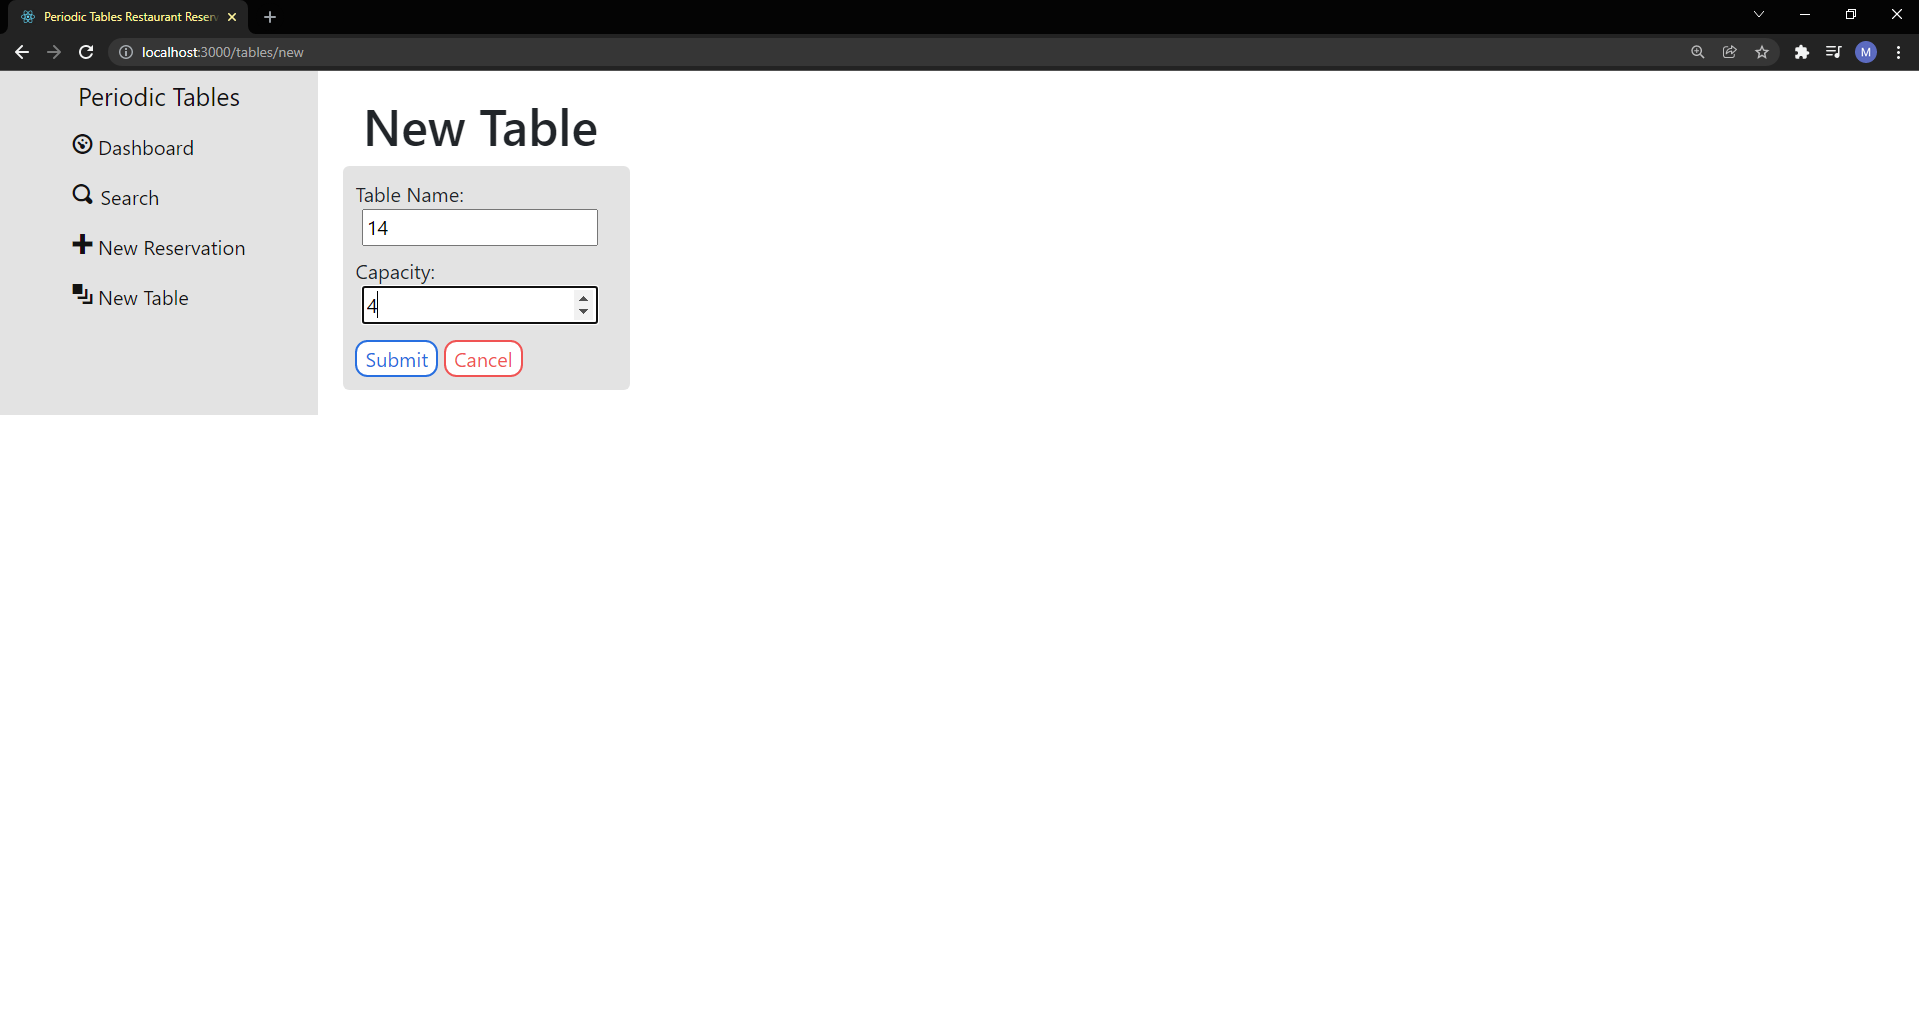 Periodic Tables Restaurant Reserv
localhost:3000/tables/new
M
Periodic Tables
Dashboard
Search
New Reservation
New Table
New Table
Table Name:
14
Capacity:
4
Submit Cancel